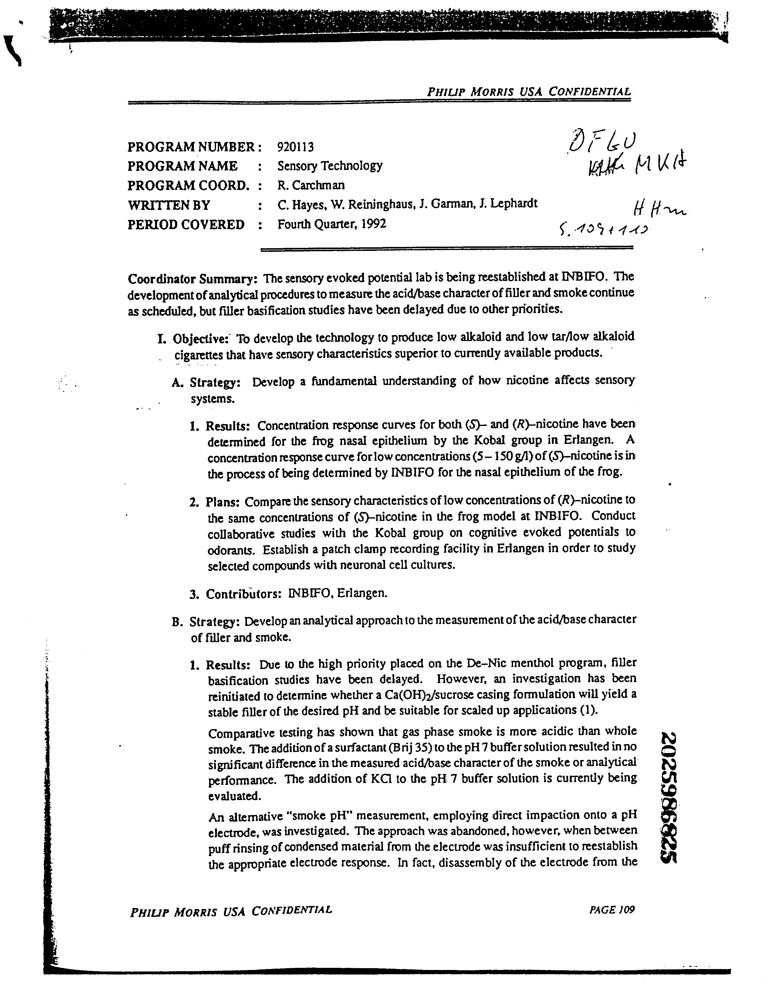 PHILIP MORRIS USA CONFIDENTIAL
PROGRAM NUMBER : 920113
PROGRAM NAME : Sensory Technology
PROGRAM COORD. : R. Carchman
WRITTEN BY : C. Hayes, W. Reininghaus, J. Garman, J. Lephardt
PERIOD COVERED : Fourth Quarter, 1992
MKA
S. 109+110
Coordinator Summary: The sensory evoked potential lab is being reestablished at INBIFO. The
development of analytical procedures to measure the acid/base character of filler and smoke continue
as scheduled, but filler basification studies have been delayed due to other priorities.
I. Objective: To develop the technology to produce low alkaloid and low tar/low alkaloid
cigarettes that have sensory characteristics superior to currently available products.
A. Strategy: Develop a fundamental understanding of how nicotine affects sensory
systems.
1. Results: Concentration response curves for both (S)- and (R)-nicotine have been
determined for the frog nasal epithelium by the Kobal group in Erlangen. A
concentration response curve for low concentrations (5 – 150 g/l) of (S)-nicotine is in
the process of being determined by INBIFO for the nasal epithelium of the frog.
2. Plans: Compare the sensory characteristics of low concentrations of (R)-nicotine to
the same concentrations of (S)-nicotine in the frog model at INBIFO. Conduct
collaborative studies with the Kobal group on cognitive evoked potentials to
odorants. Establish a patch clamp recording facility in Erlangen in order to study
selected compounds with neuronal cell cultures.
3. Contributors: INBIFO, Erlangen.
B. Strategy: Develop an analytical approach to the measurement of the acid/base character
of filler and smoke.
1. Results: Due to the high priority placed on the De-Nic menthol program, filler
basification studies have been delayed. However, an investigation has been
reinitiated to determine whether a Ca(OH)₂/sucrose casing formulation will yield a
stable filler of the desired pH and be suitable for scaled up applications (1).
Comparative testing has shown that gas phase smoke is more acidic than whole
smoke. The addition of a surfactant (Brij 35) to the pH 7 buffer solution resulted in no
significant difference in the measured acid/base character of the smoke or analytical
performance. The addition of KCl to the pH 7 buffer solution is currently being
evaluated.
An alternative "smoke pH" measurement, employing direct impaction onto a pH
electrode, was investigated. The approach was abandoned, however, when between
puff rinsing of condensed material from the electrode was insufficient to reestablish
the appropriate electrode response. In fact, disassembly of the electrode from the
2025986825
PHILIP MORRIS USA CONFIDENTIAL
PAGE 109